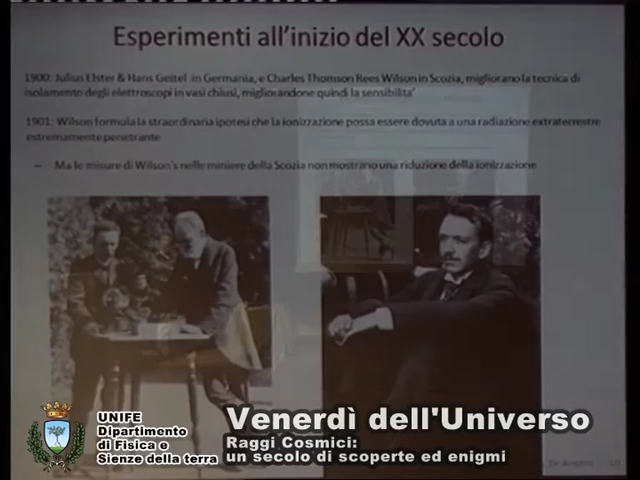 Esperimenti all'inizio del XX secolo
1900: Julius Elster & Hans Geitel in Germania, e Charles Thomson Rees Wilson in Scozia, migliorano la tecnica di
isolamento degli elettroscopi in vasi chiusi, migliorandone quindi la sensibilita'
1901: Wilson formula la straordinaria ipotesi che la ionizzazione possa essere dovuta a una radiazione extraterrestre
estremamente penetrante
– Ma le misure di Wilson's nelle miniere della Scozia non mostrano una riduzione della ionizzazione
UNIFE
Dipartimento
di Fisica e
Sienze della terra
Venerdì dell'Universo
Raggi Cosmici:
un secolo di scoperte ed enigmi
De Angelis 10